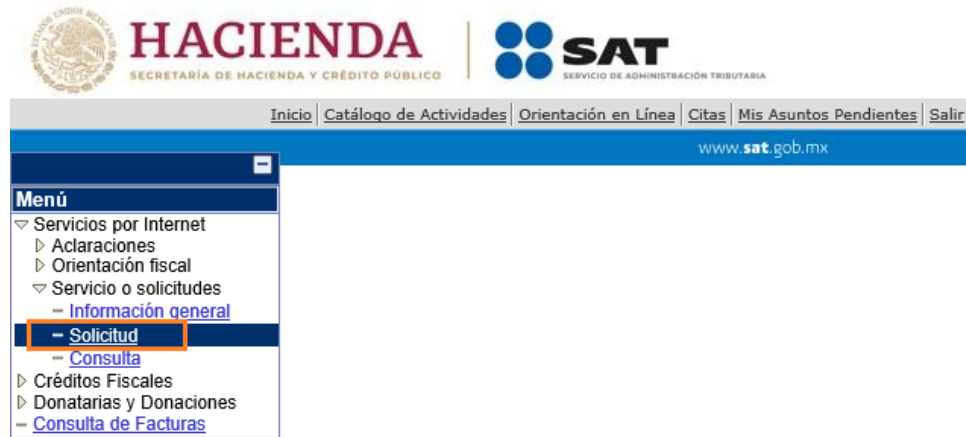 HACIENDA
SECRETARÍA DE HACIENDA Y CRÉDITO PÚBLICO
SAT
SERVICIO DE ADMINISTRACIÓN TRIBUTARIA
Inicio | Catálogo de Actividades | Orientación en Línea | Citas | Mis Asuntos Pendientes | Salir
www.sat.gob.mx
Menú
Servicios por Internet
Aclaraciones
Orientación fiscal
Servicio o solicitudes
Información general
Solicitud
Consulta
Créditos Fiscales
Donatarias y Donaciones
Consulta de Facturas